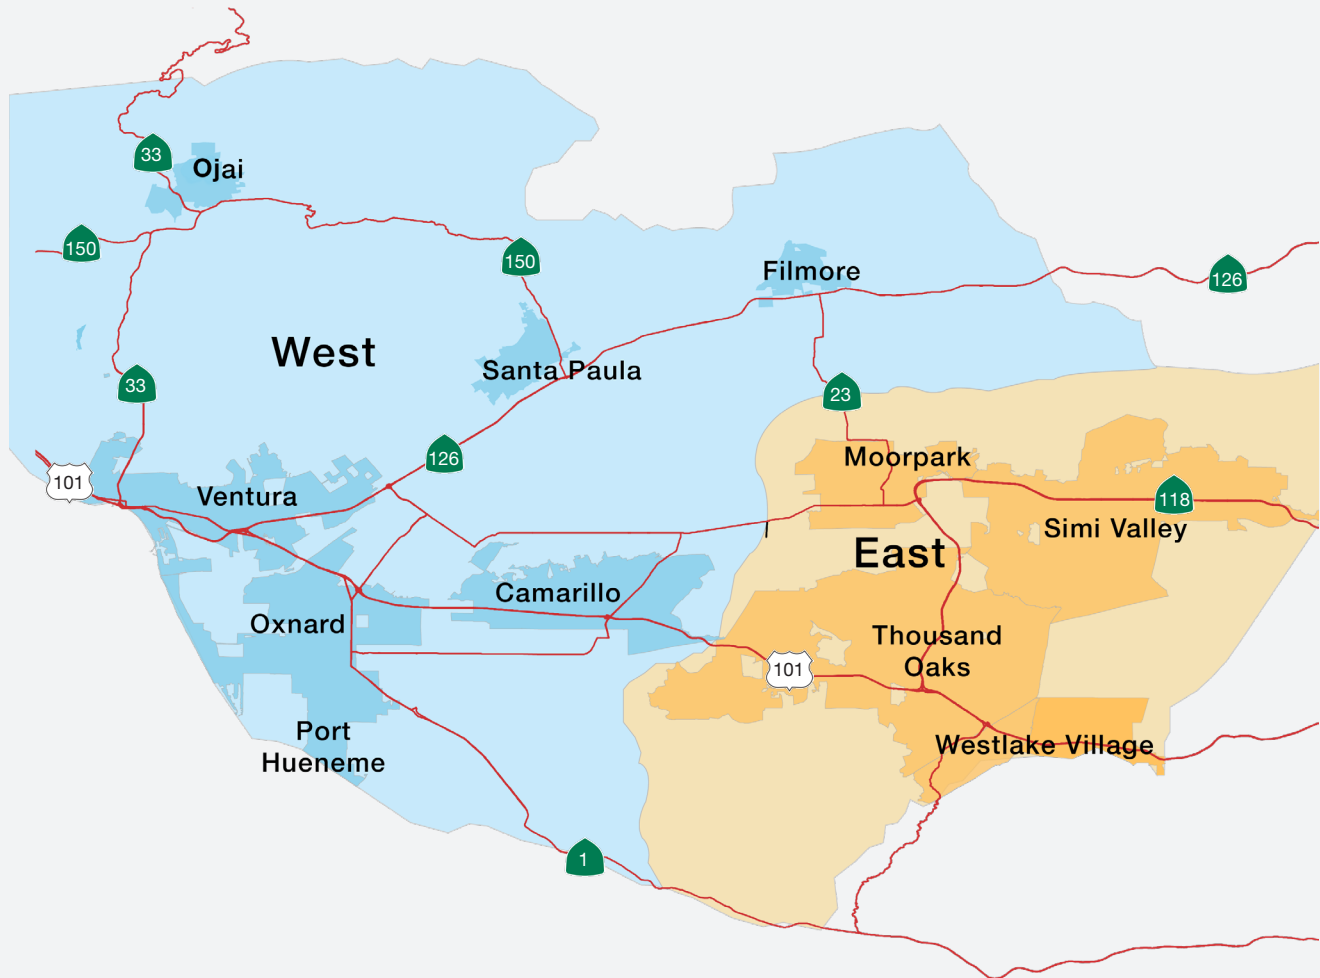 33
Ojai
150
150
Filmore
126
West
Santa Paula
33
23
126
Moorpark
101
Ventura
118
Simi Valley
East
Camarillo
Oxnard
Thousand
Oaks
101
Port
Hueneme
Westlake Village
1